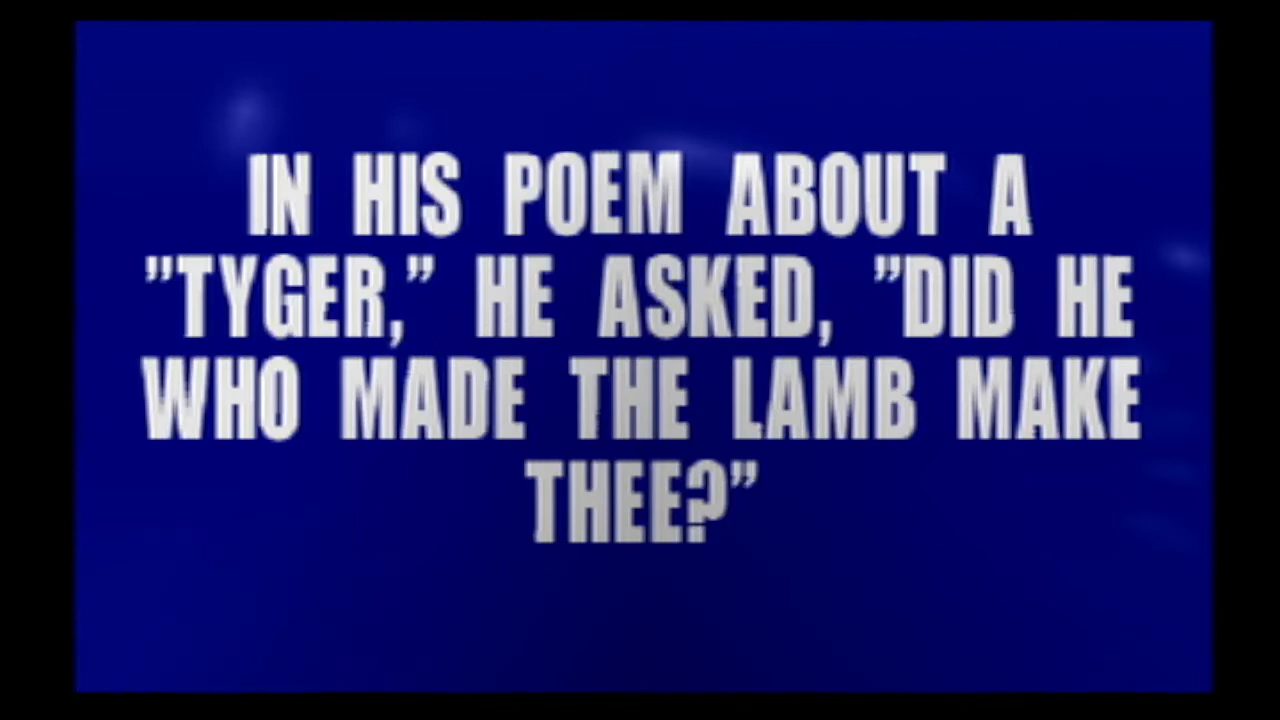 IN HIS POEM ABOUT A
"TYGER," HE ASKED, "DID HE
WHO MADE THE LAMB MAKE
THEE?"